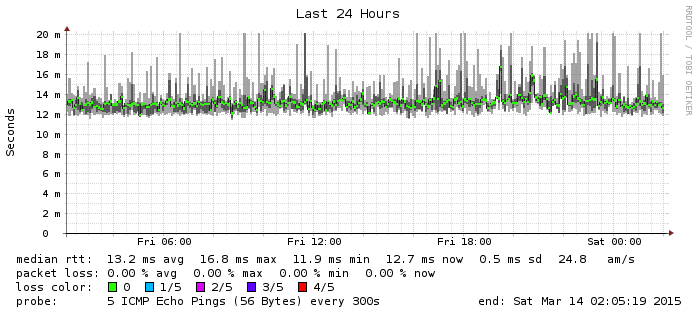 Last 24 Hours
RRDTOOL / TOBI OETIKER
Seconds
20 m
18 m
16 m
14 m
12 m
10 m
8 m
6 m
4 m
2 m
0
Fri 06:00 Fri 12:00 Fri 18:00 Sat 00:00
median rtt: 13.2 ms avg 16.8 ms max 11.9 ms min 12.7 ms now 0.5 ms sd 24.8 am/s
packet loss: 0.00 % avg 0.00 % max 0.00 % min 0.00 % now
loss color: 0 1/5 2/5 3/5 4/5
probe: 5 ICMP Echo Pings (56 Bytes) every 300s end: Sat Mar 14 02:05:19 2015